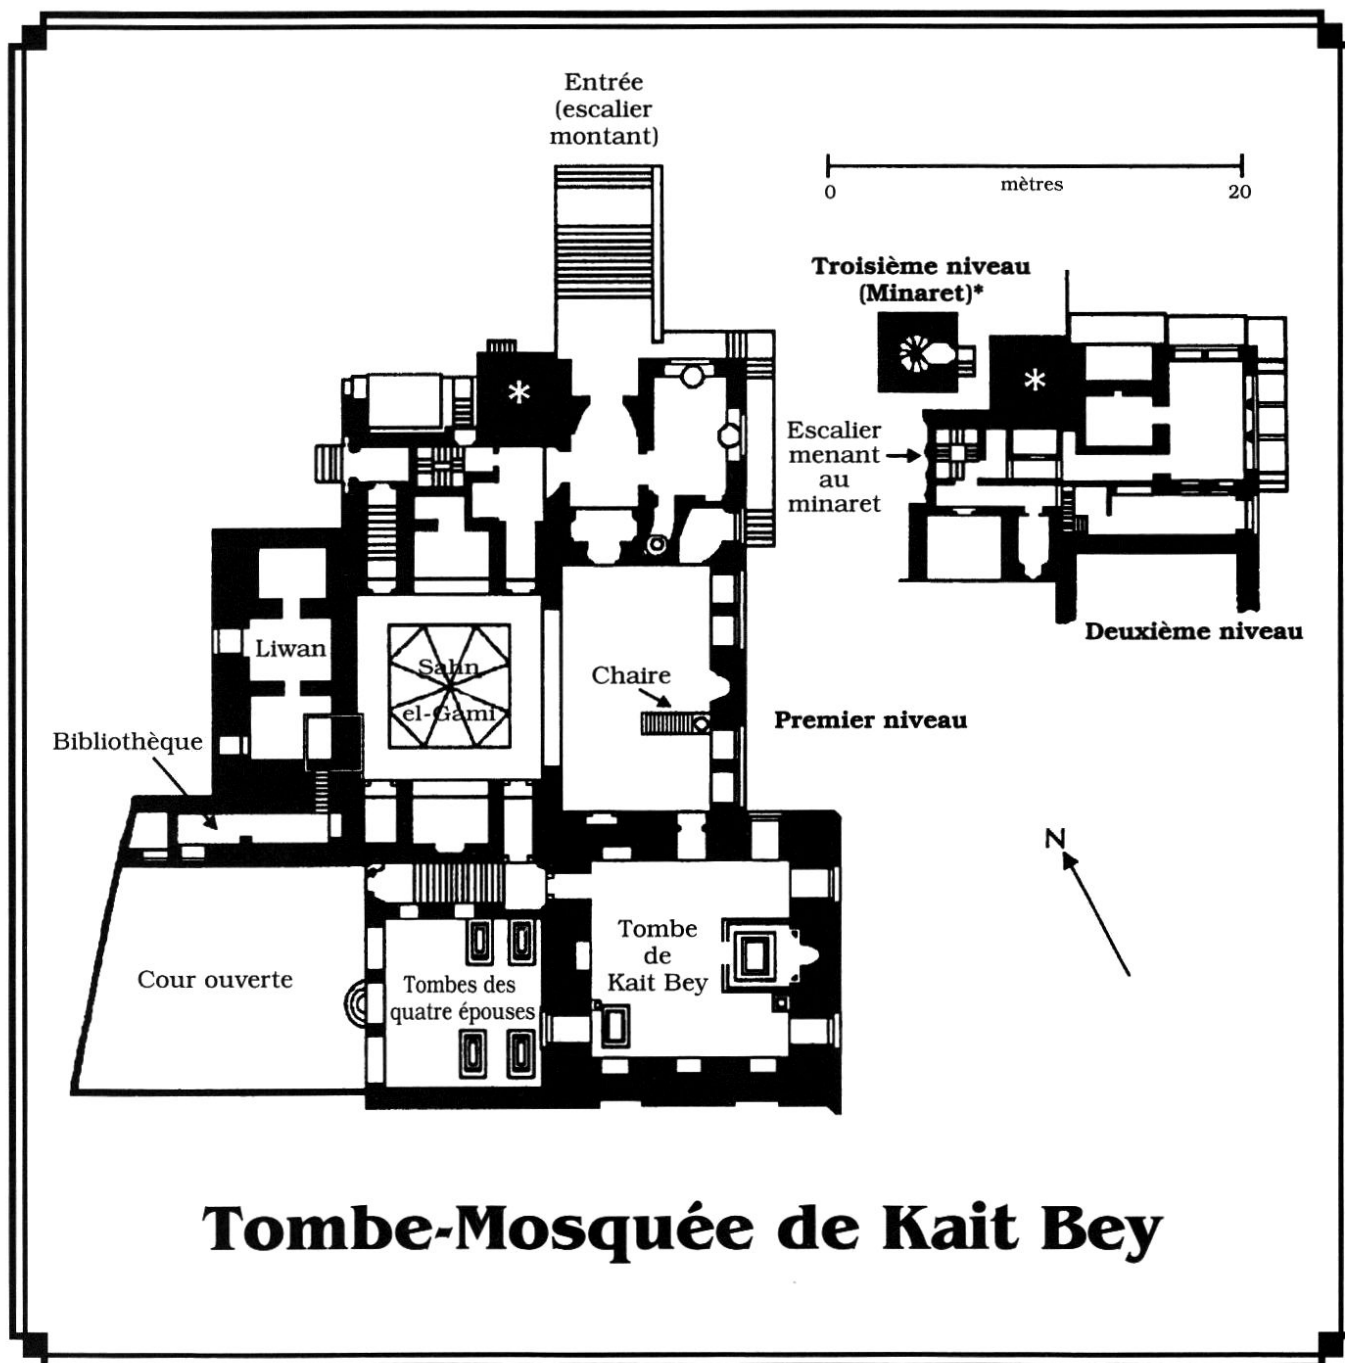 Entrée
(escalier
montant)
0
mètres
20
Troisième niveau
(Minaret)*
*
*
Escalier
menant
au
minaret
Deuxième niveau
Liwan
Sahn
el-Gami
Chaire
Premier niveau
Bibliothèque
N
Cour ouverte
Tombes des
quatre épouses
Tombe
de
Kait Bey
Tombe-Mosquée de Kait Bey